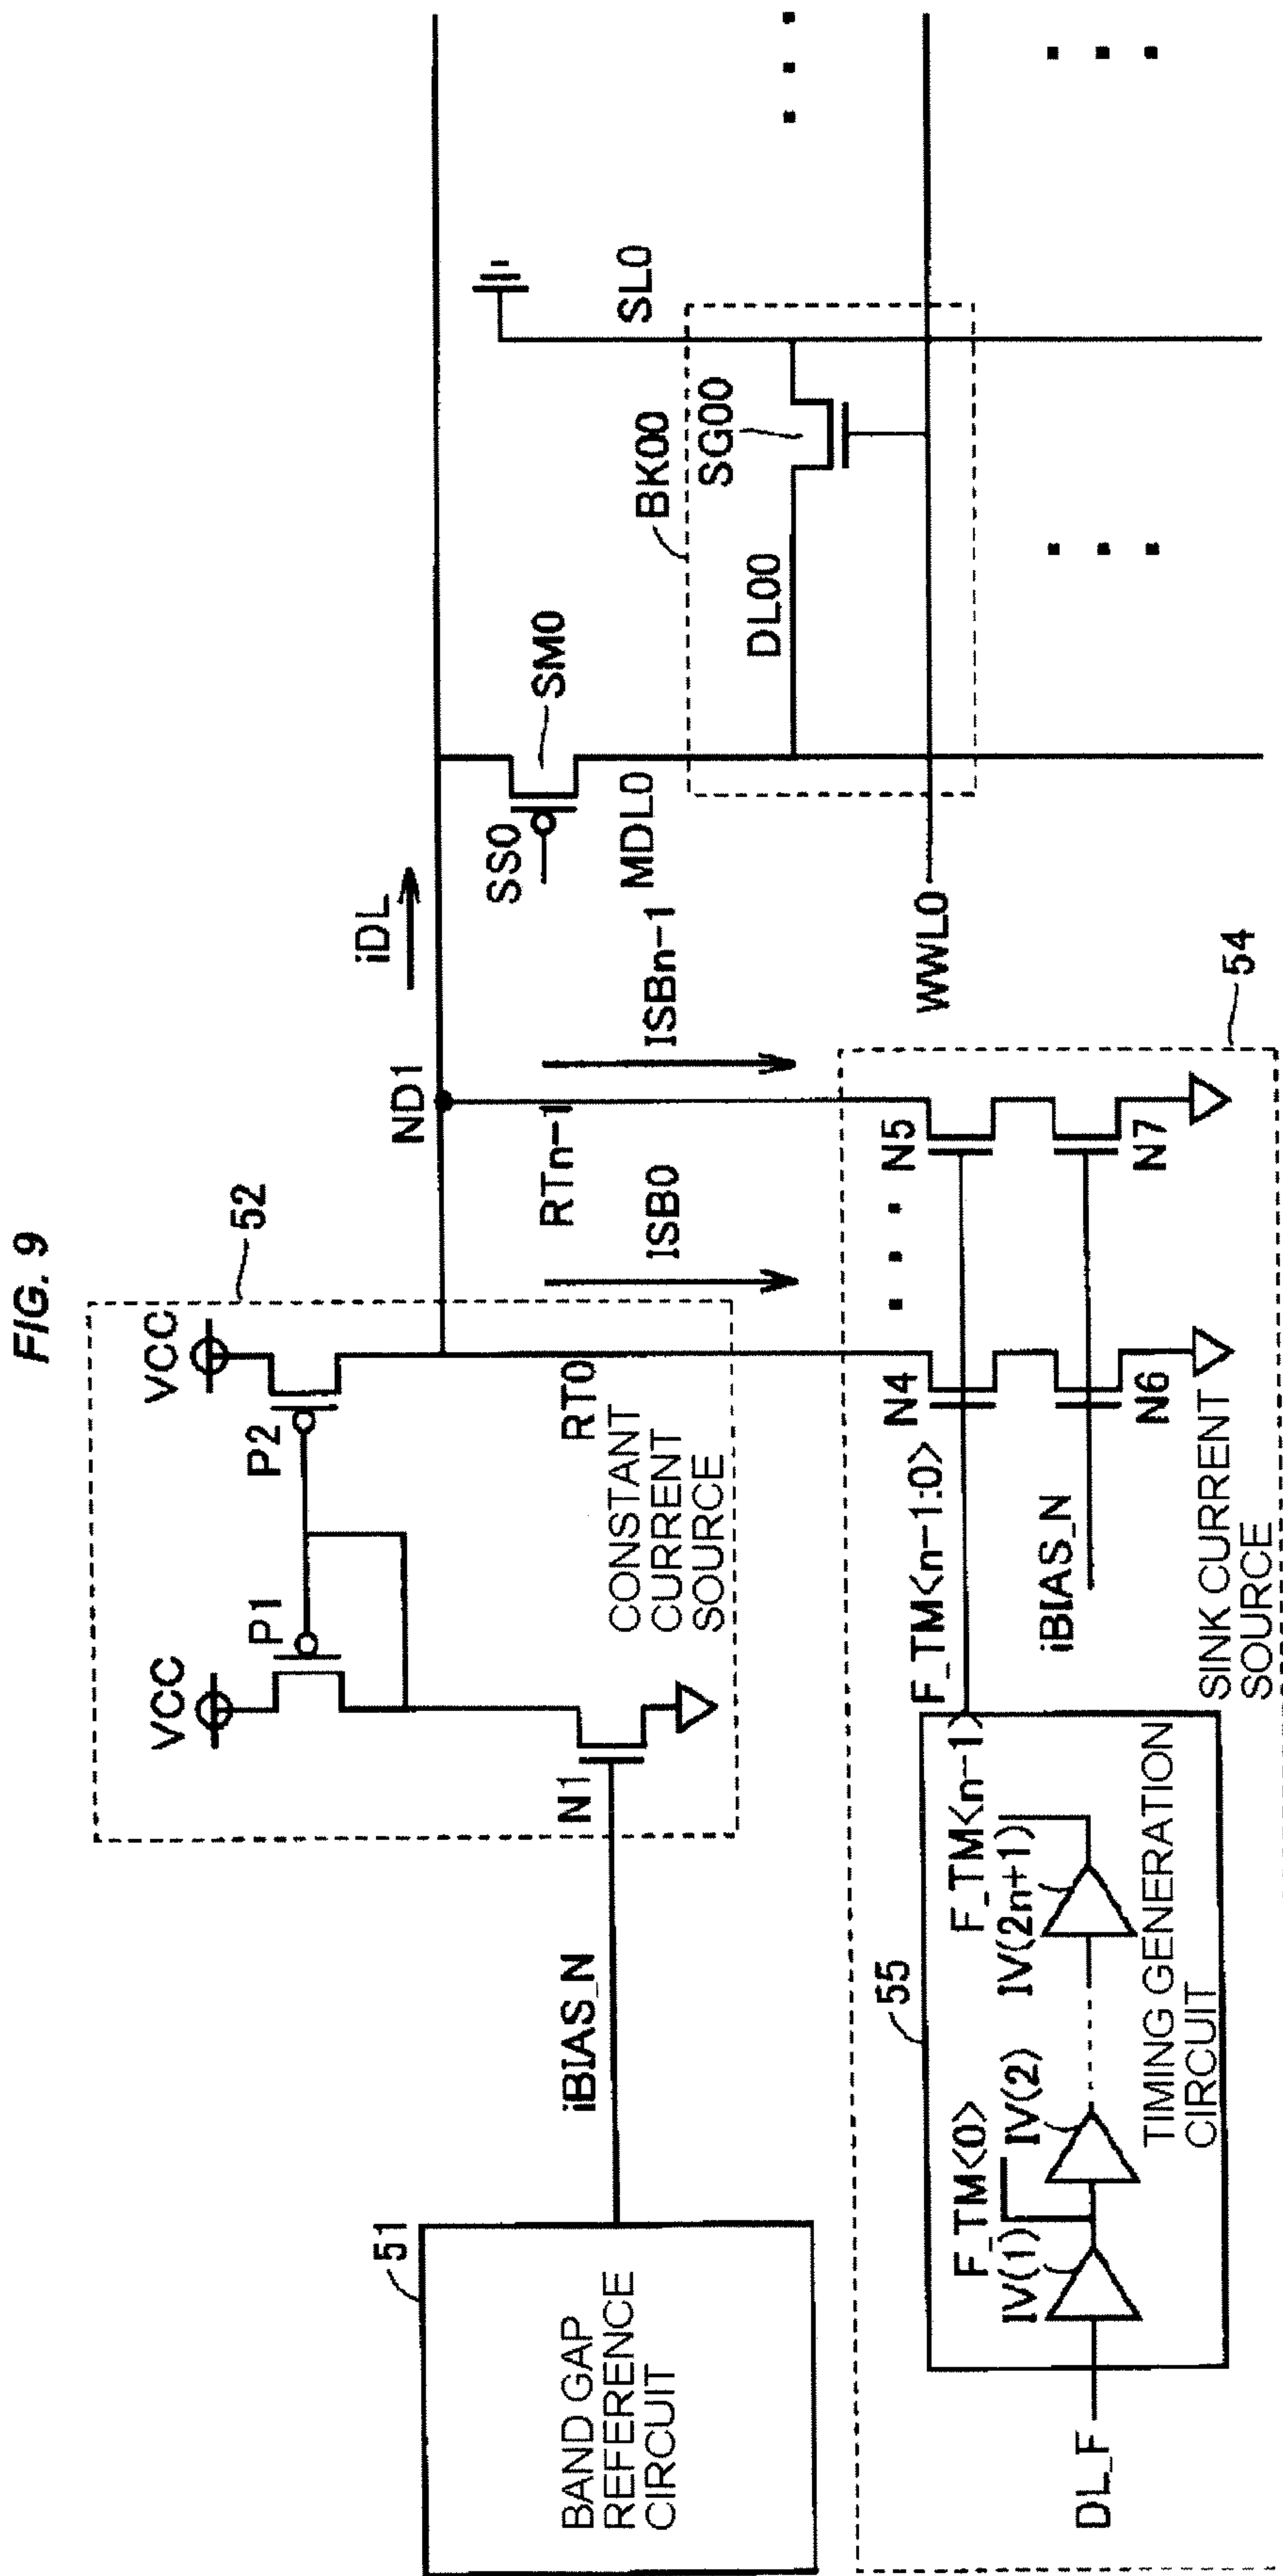 FIG. 9
52
VCC
VCC
P1
P2
N1
CONSTANT
CURRENT
SOURCE
RT0
51
BAND GAP
REFERENCE
CIRCUIT
iBIAS_N
ND1
iDL
RTn-1
ISB0
ISBn-1
SS0
SM0
MDL0
BK00
SG00
DL00
SL0
WWL0
54
N4
N5
N6
N7
F_TM<n-1:0>
iBIAS_N
SINK CURRENT
SOURCE
55
F_TM<0>
F_TM<n-1>
IV(1)
IV(2)
IV(2n+1)
TIMING GENERATION
CIRCUIT
DL_F